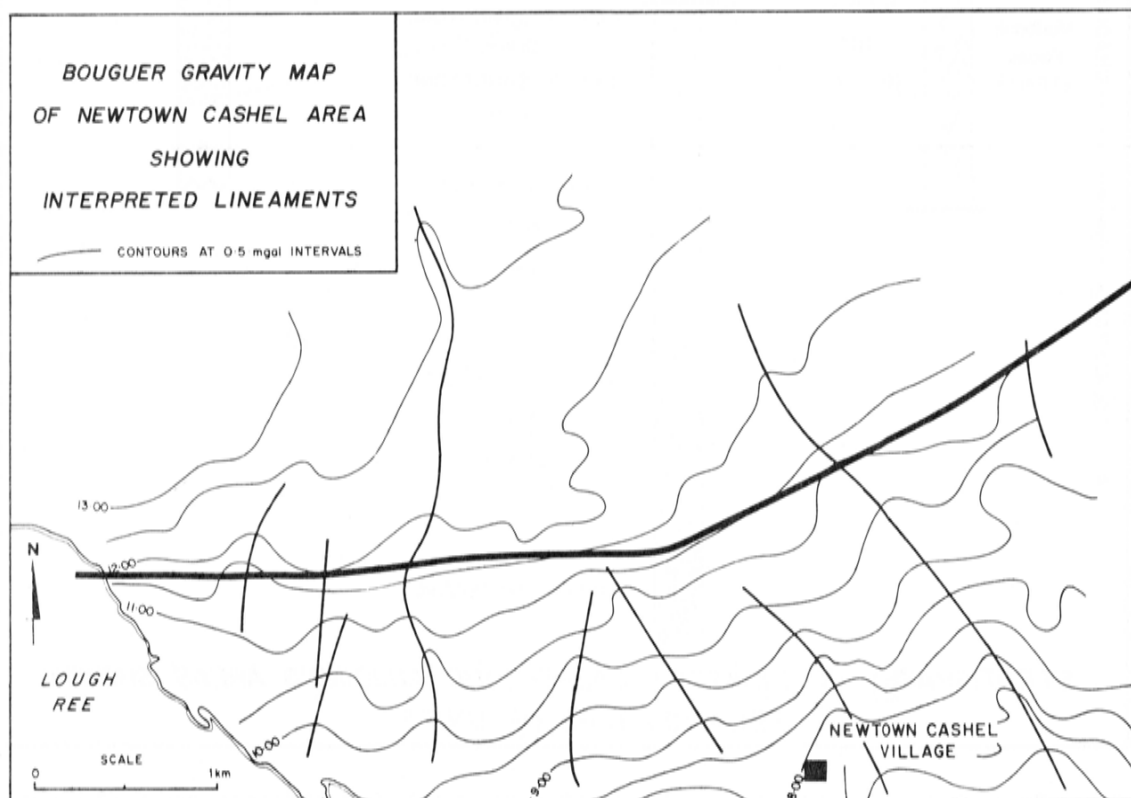 BOUGUER GRAVITY MAP
OF NEWTOWN CASHEL AREA
SHOWING
INTERPRETED LINEAMENTS
CONTOURS AT 0·5 mgal INTERVALS
13·00
N
12·00
11·00
LOUGH
REE
NEWTOWN CASHEL
VILLAGE
10·00
SCALE
0 1km
9·00
8·00